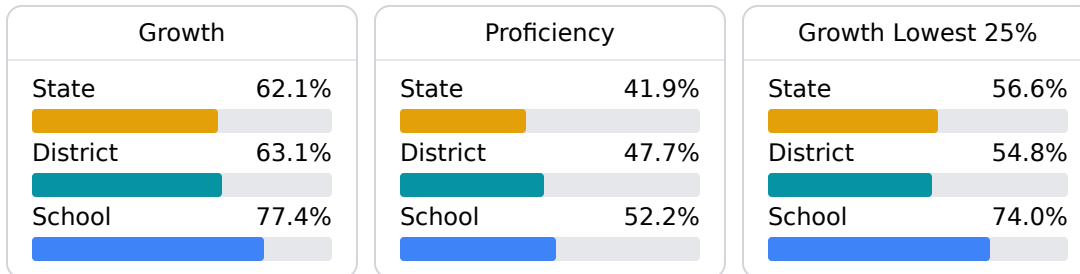 Growth
State 62.1%
District 63.1%
School 77.4%
Proficiency
State 41.9%
District 47.7%
School 52.2%
Growth Lowest 25%
State 56.6%
District 54.8%
School 74.0%